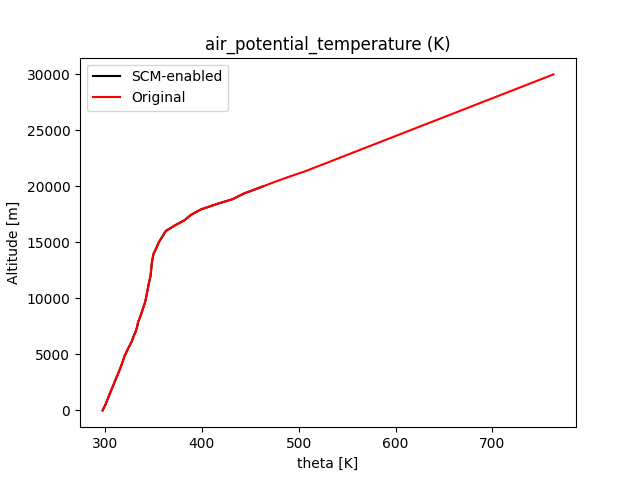 air_potential_temperature (K)
SCM-enabled
Original
Altitude [m]
30000
25000
20000
15000
10000
5000
0
300
400
500
600
700
theta [K]